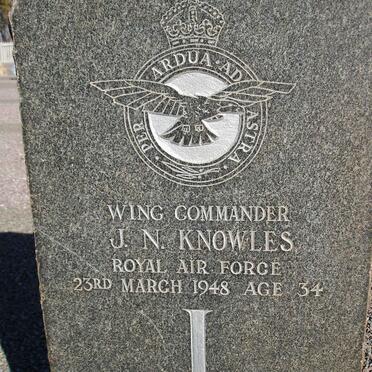 PER ARDUA AD ASTRA
WING COMMANDER
J. N. KNOWLES
ROYAL AIR FORCE
23RD MARCH 1948 AGE 34